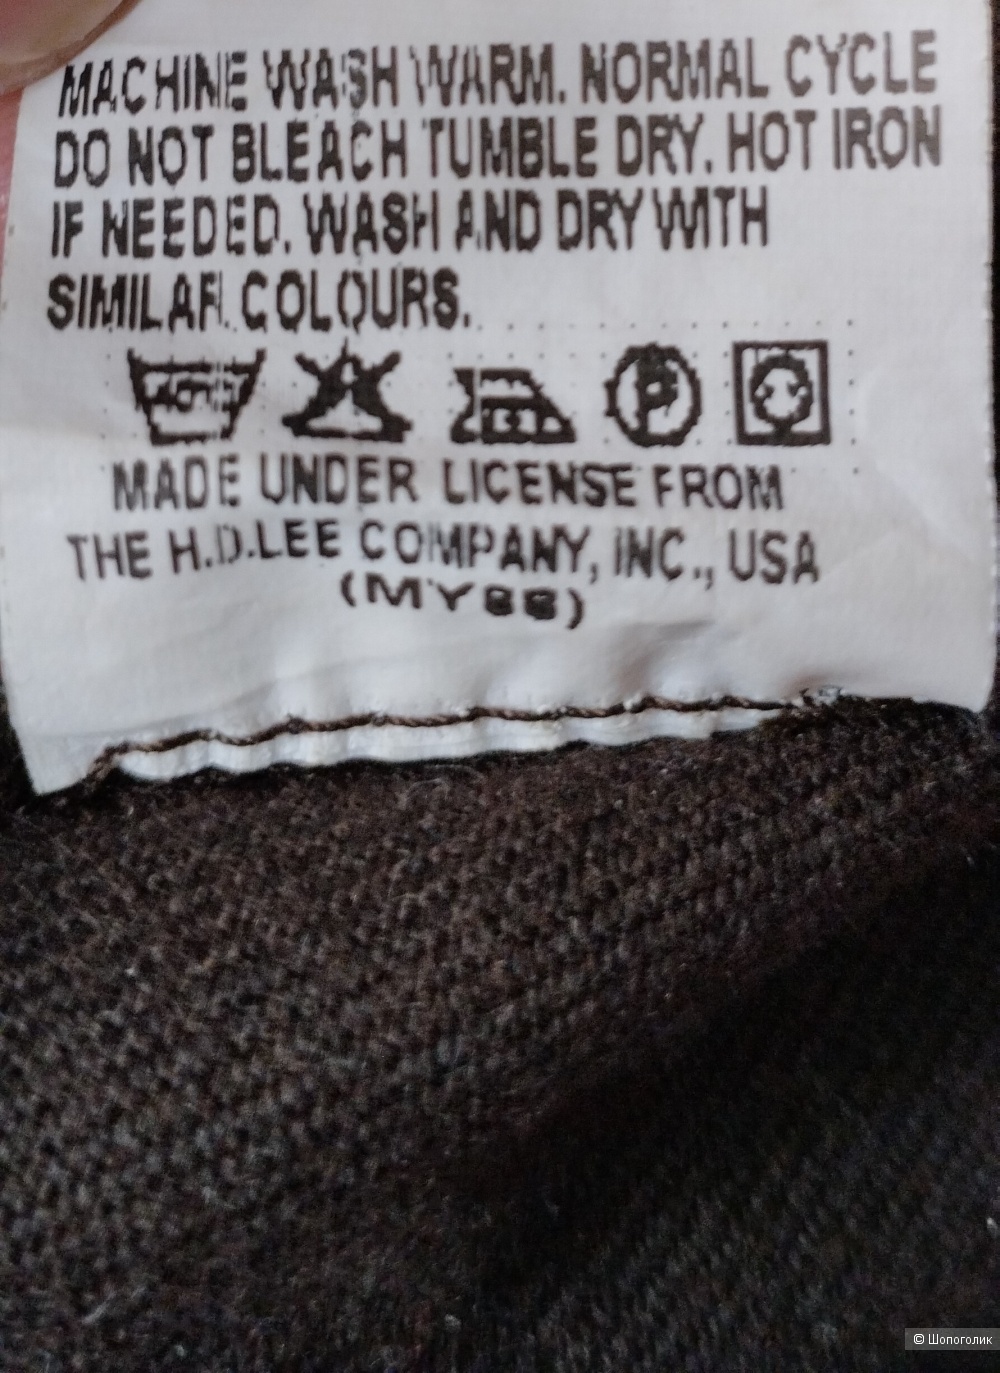 MACHINE WASH WARM. NORMAL CYCLE
DO NOT BLEACH TUMBLE DRY. HOT IRON
IF NEEDED. WASH AND DRY WITH
SIMILAR COLOURS.
P
MADE UNDER LICENSE FROM
THE H.D.LEE COMPANY, INC., USA
© Шопоголик